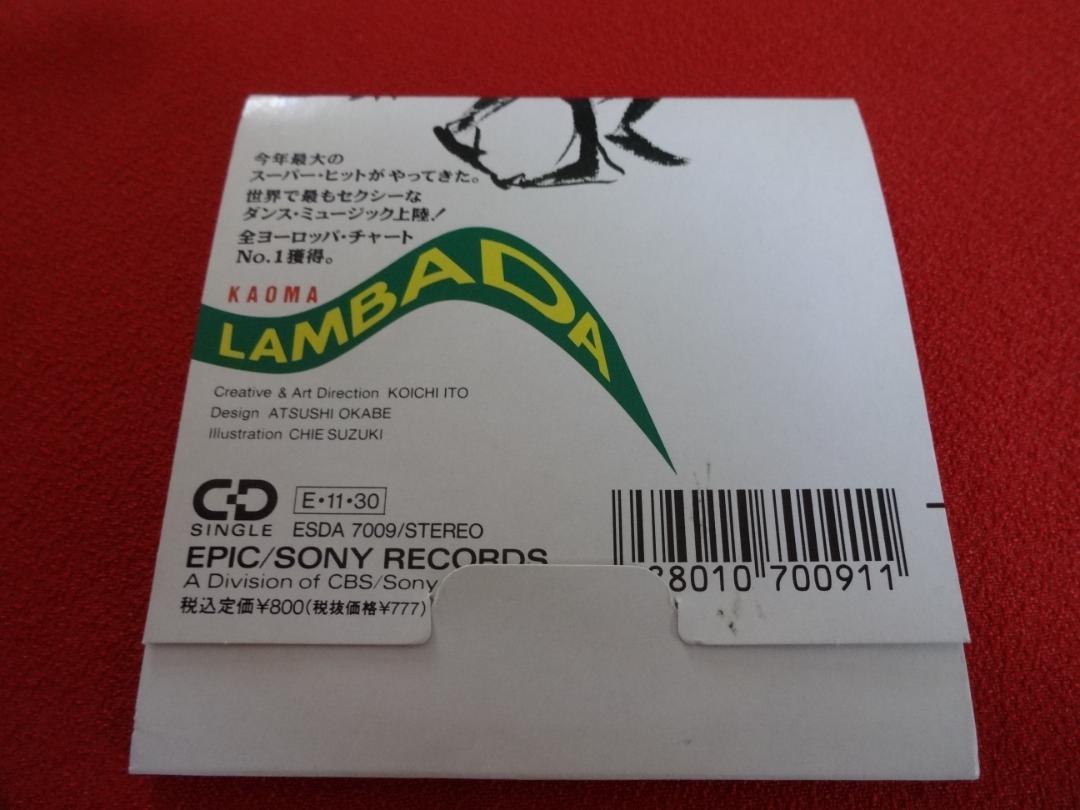 今年最大の
スーパー・ヒットがやってきた。
世界で最もセクシーな
ダンス・ミュージック上陸！
全ヨーロッパ・チャート
No.1獲得。
KAOMA
LAMBADA
Creative & Art Direction KOICHI ITO
Design ATSUSHI OKABE
Illustration CHIE SUZUKI
CD E・11・30
SINGLE ESDA 7009/STEREO
EPIC/SONY RECORDS
A Division of CBS/Sony
税込定価¥800(税抜価格¥777)
88010 700911